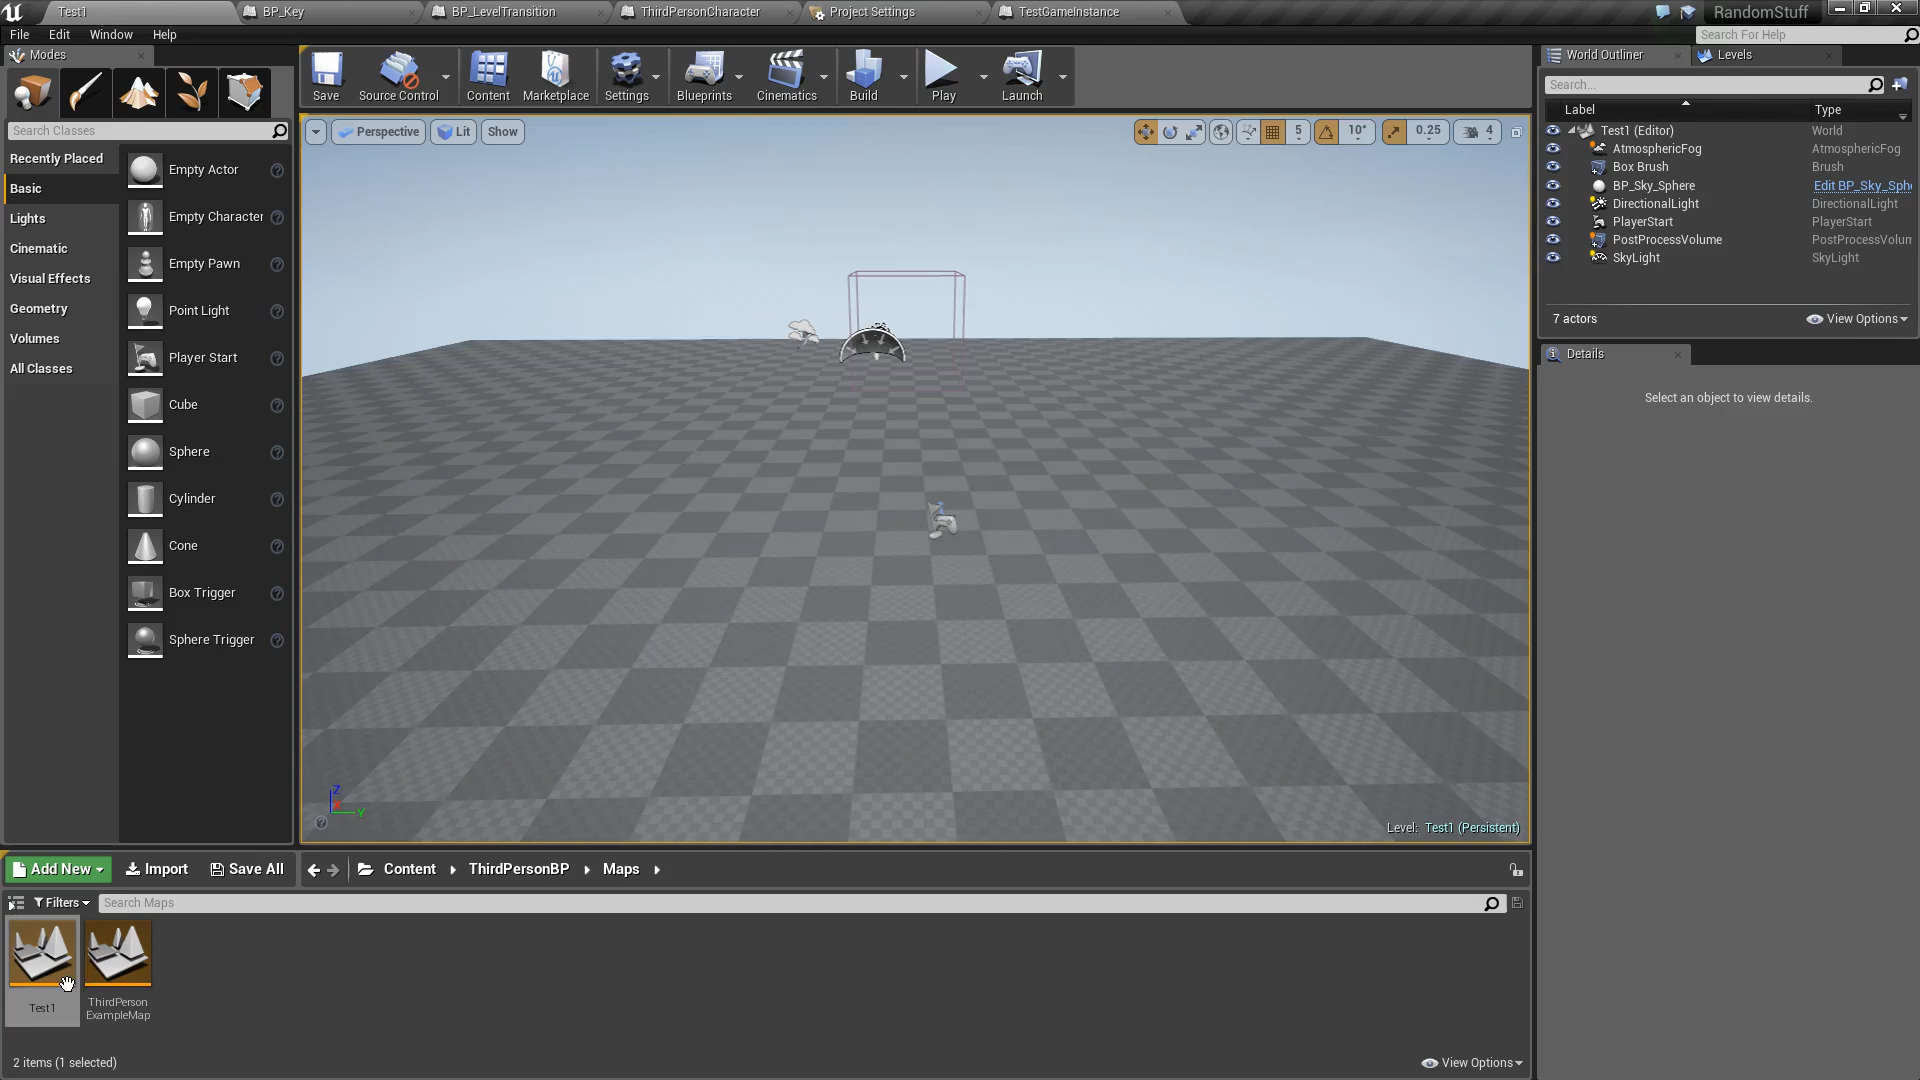 Test1
BP_Key
BP_LevelTransition
ThirdPersonCharacter
Project Settings
TestGameInstance
RandomStuff
File Edit Window Help
Search For Help
Modes
Search Classes
Recently Placed
Basic
Lights
Cinematic
Visual Effects
Geometry
Volumes
All Classes
Empty Actor
Empty Character
Empty Pawn
Point Light
Player Start
Cube
Sphere
Cylinder
Cone
Box Trigger
Sphere Trigger
Save
Source Control
Content
Marketplace
Settings
Blueprints
Cinematics
Build
Play
Launch
Perspective
Lit
Show
5
10°
0.25
4
Z
X
Y
Level: Test1 (Persistent)
World Outliner
Levels
Search...
Label Type
Test1 (Editor) World
AtmosphericFog AtmosphericFog
Box Brush Brush
BP_Sky_Sphere Edit BP_Sky_Sph
DirectionalLight DirectionalLight
PlayerStart PlayerStart
PostProcessVolume PostProcessVolum
SkyLight SkyLight
7 actors
View Options
Details
Select an object to view details.
Add New
Import
Save All
Content
ThirdPersonBP
Maps
Filters
Search Maps
Test1
ThirdPerson
ExampleMap
2 items (1 selected)
View Options